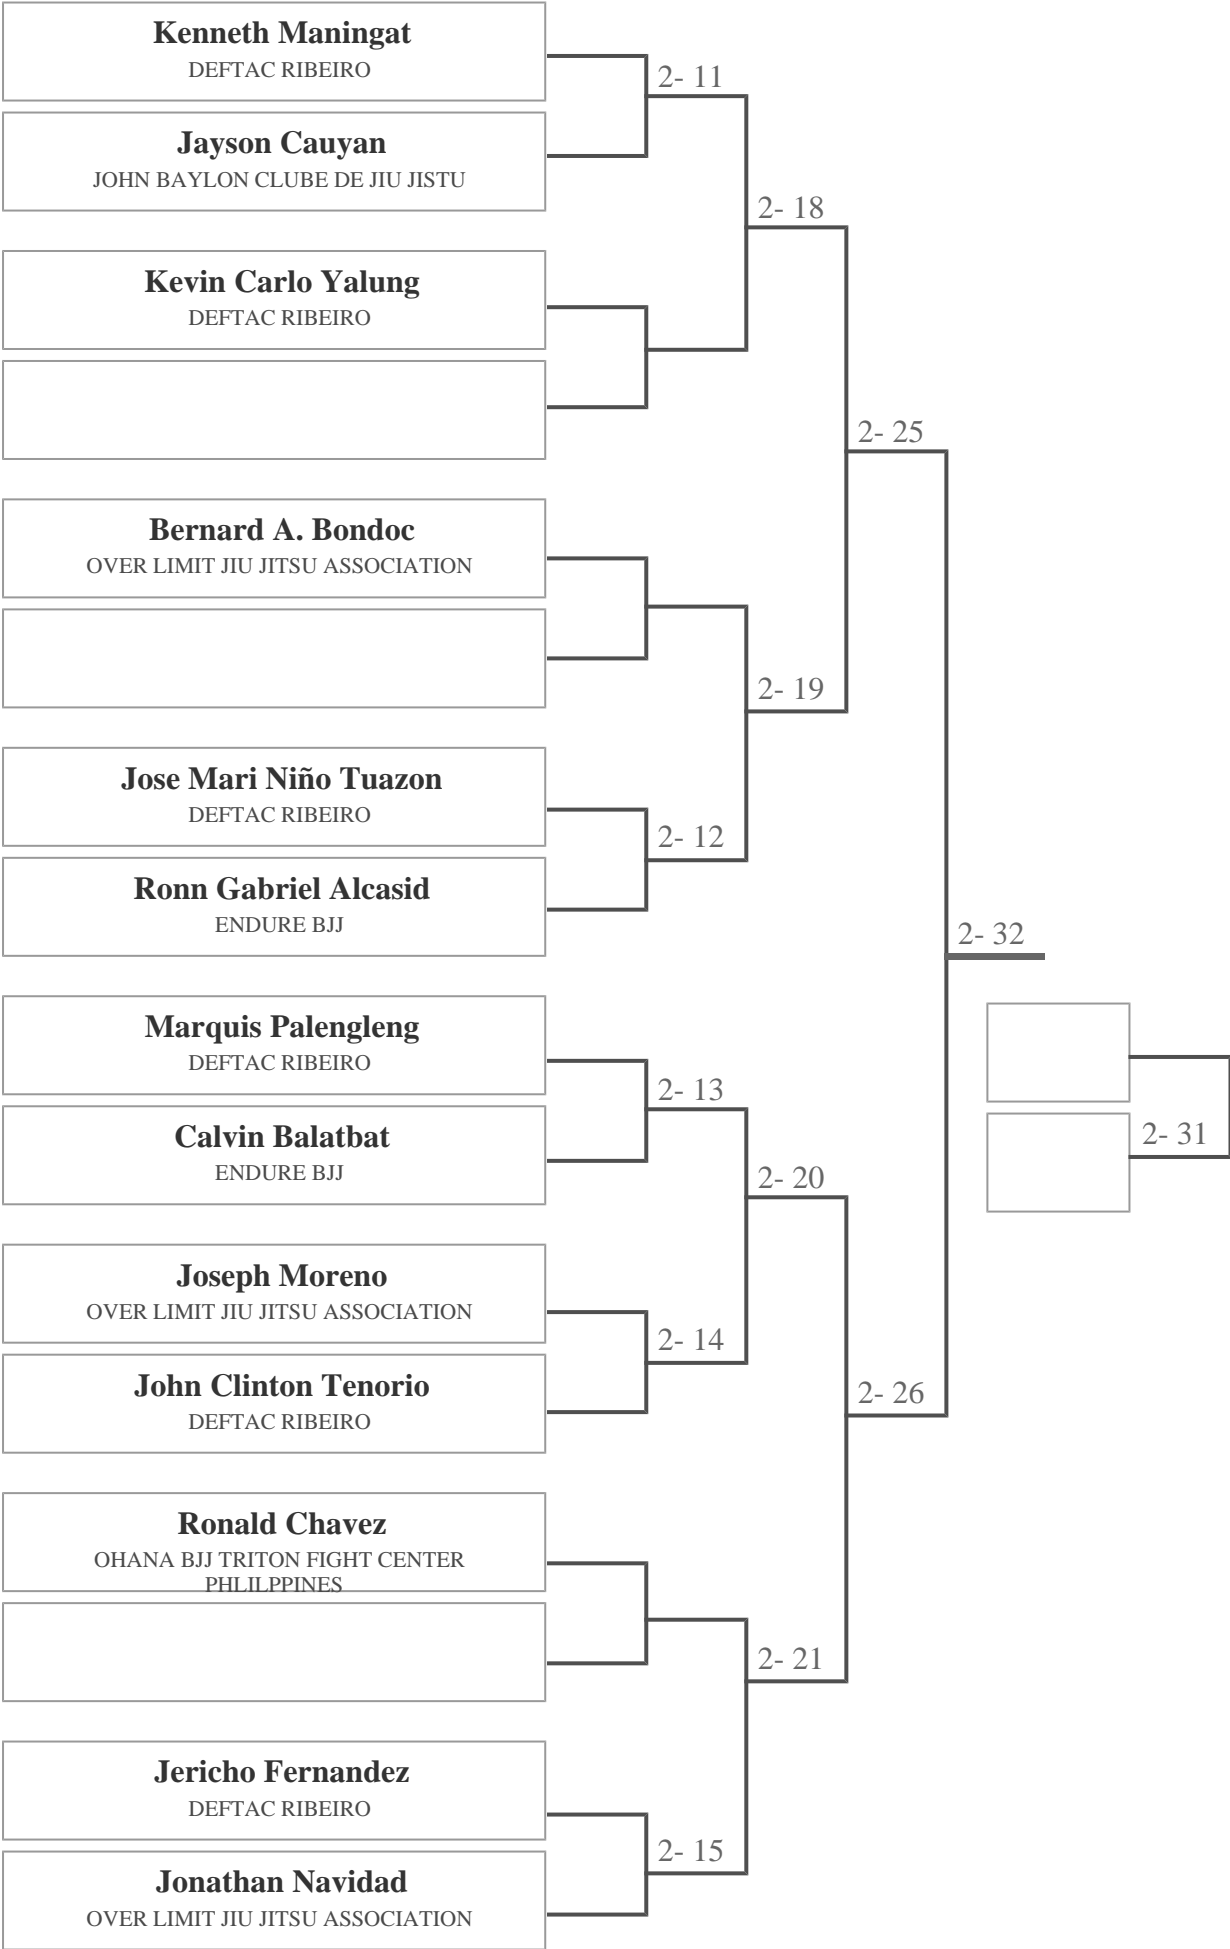 Kenneth Maningat
DEFTAC RIBEIRO
2- 11
Jayson Cauyan
JOHN BAYLON CLUBE DE JIU JISTU
2- 18
Kevin Carlo Yalung
DEFTAC RIBEIRO
2- 25
Bernard A. Bondoc
OVER LIMIT JIU JITSU ASSOCIATION
2- 19
Jose Mari Niño Tuazon
DEFTAC RIBEIRO
2- 12
Ronn Gabriel Alcasid
ENDURE BJJ
2- 32
Marquis Palengleng
DEFTAC RIBEIRO
2- 13
Calvin Balatbat
ENDURE BJJ
2- 31
2- 20
Joseph Moreno
OVER LIMIT JIU JITSU ASSOCIATION
2- 14
John Clinton Tenorio
DEFTAC RIBEIRO
2- 26
Ronald Chavez
OHANA BJJ TRITON FIGHT CENTER
PHLILPPINES
2- 21
Jericho Fernandez
DEFTAC RIBEIRO
2- 15
Jonathan Navidad
OVER LIMIT JIU JITSU ASSOCIATION